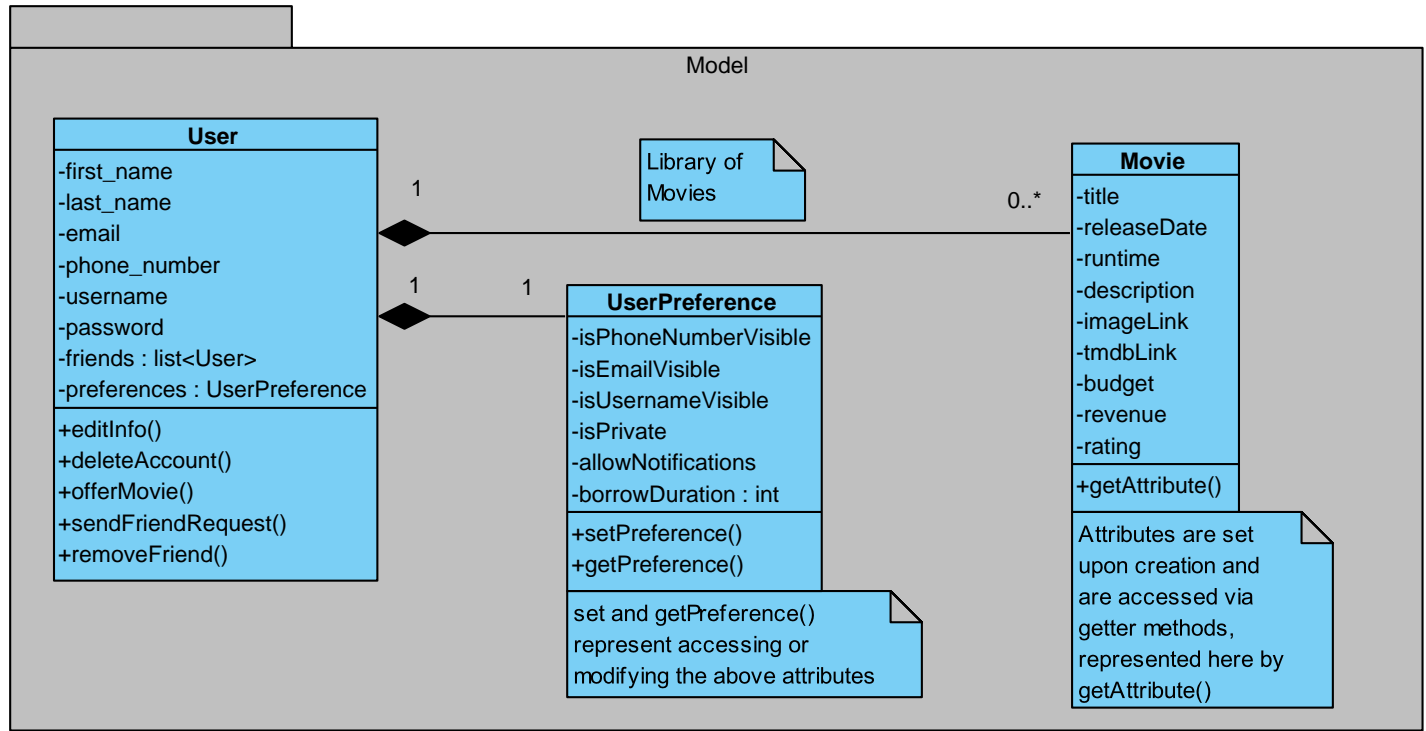 Model
User
-first_name
-last_name
-email
-phone_number
-username
-password
-friends : list<User>
-preferences : UserPreference
+editInfo()
+deleteAccount()
+offerMovie()
+sendFriendRequest()
+removeFriend()
1
Library of
Movies
0..*
1
1
UserPreference
-isPhoneNumberVisible
-isEmailVisible
-isUsernameVisible
-isPrivate
-allowNotifications
-borrowDuration : int
+setPreference()
+getPreference()
set and getPreference()
represent accessing or
modifying the above attributes
Movie
-title
-releaseDate
-runtime
-description
-imageLink
-tmdbLink
-budget
-revenue
-rating
+getAttribute()
Attributes are set
upon creation and
are accessed via
getter methods,
represented here by
getAttribute()